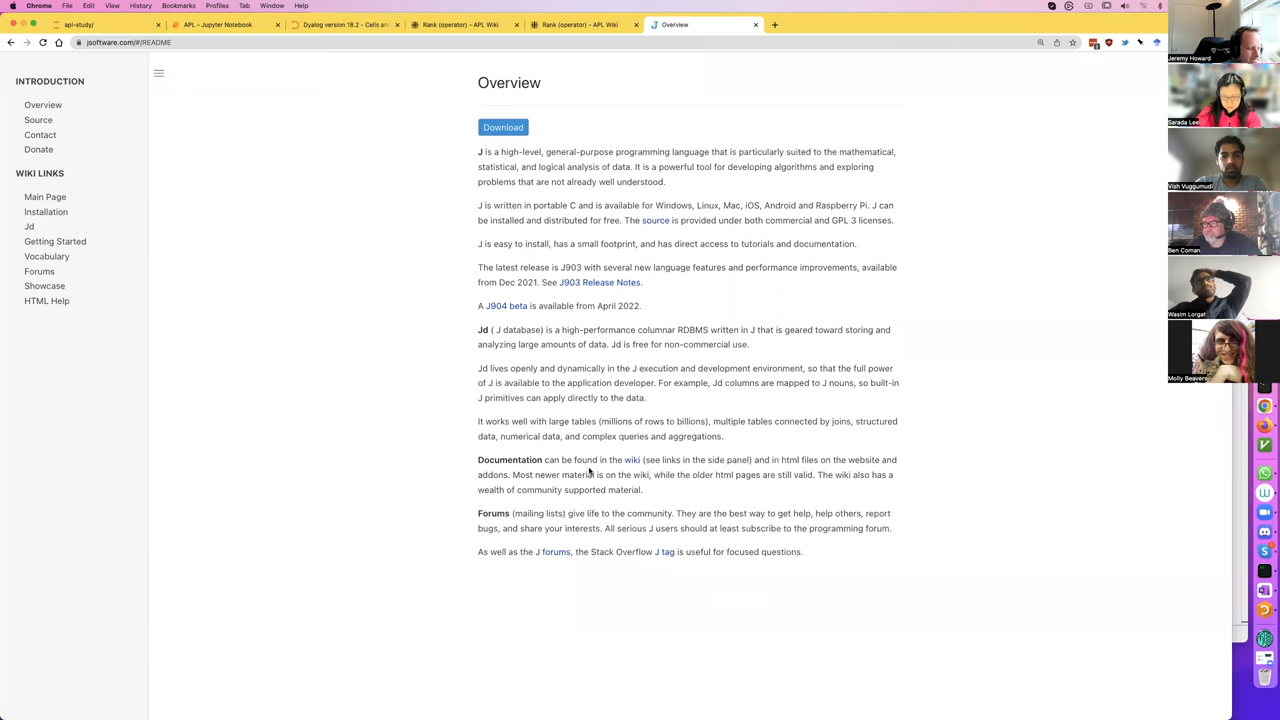 Chrome File Edit View History Bookmarks Profiles Tab Window Help
apl-study/
APL - Jupyter Notebook
Dyalog version 18.2 - Cells an
Rank (operator) - APL Wiki
Rank (operator) - APL Wiki
Overview
jsoftware.com/#/README
INTRODUCTION
Overview
Source
Contact
Donate
WIKI LINKS
Main Page
Installation
Jd
Getting Started
Vocabulary
Forums
Showcase
HTML Help
Overview
Download
J is a high-level, general-purpose programming language that is particularly suited to the mathematical,
statistical, and logical analysis of data. It is a powerful tool for developing algorithms and exploring
problems that are not already well understood.
J is written in portable C and is available for Windows, Linux, Mac, iOS, Android and Raspberry Pi. J can
be installed and distributed for free. The source is provided under both commercial and GPL 3 licenses.
J is easy to install, has a small footprint, and has direct access to tutorials and documentation.
The latest release is J903 with several new language features and performance improvements, available
from Dec 2021. See J903 Release Notes.
A J904 beta is available from April 2022.
Jd ( J database) is a high-performance columnar RDBMS written in J that is geared toward storing and
analyzing large amounts of data. Jd is free for non-commercial use.
Jd lives openly and dynamically in the J execution and development environment, so that the full power
of J is available to the application developer. For example, Jd columns are mapped to J nouns, so built-in
J primitives can apply directly to the data.
It works well with large tables (millions of rows to billions), multiple tables connected by joins, structured
data, numerical data, and complex queries and aggregations.
Documentation can be found in the wiki (see links in the side panel) and in html files on the website and
addons. Most newer material is on the wiki, while the older html pages are still valid. The wiki also has a
wealth of community supported material.
Forums (mailing lists) give life to the community. They are the best way to get help, help others, report
bugs, and share your interests. All serious J users should at least subscribe to the programming forum.
As well as the J forums, the Stack Overflow J tag is useful for focused questions.
Jeremy Howard
Sarada Lee
Vish Vuggumudi
Ben Coman
Wasim Lorgat
Molly Beavers